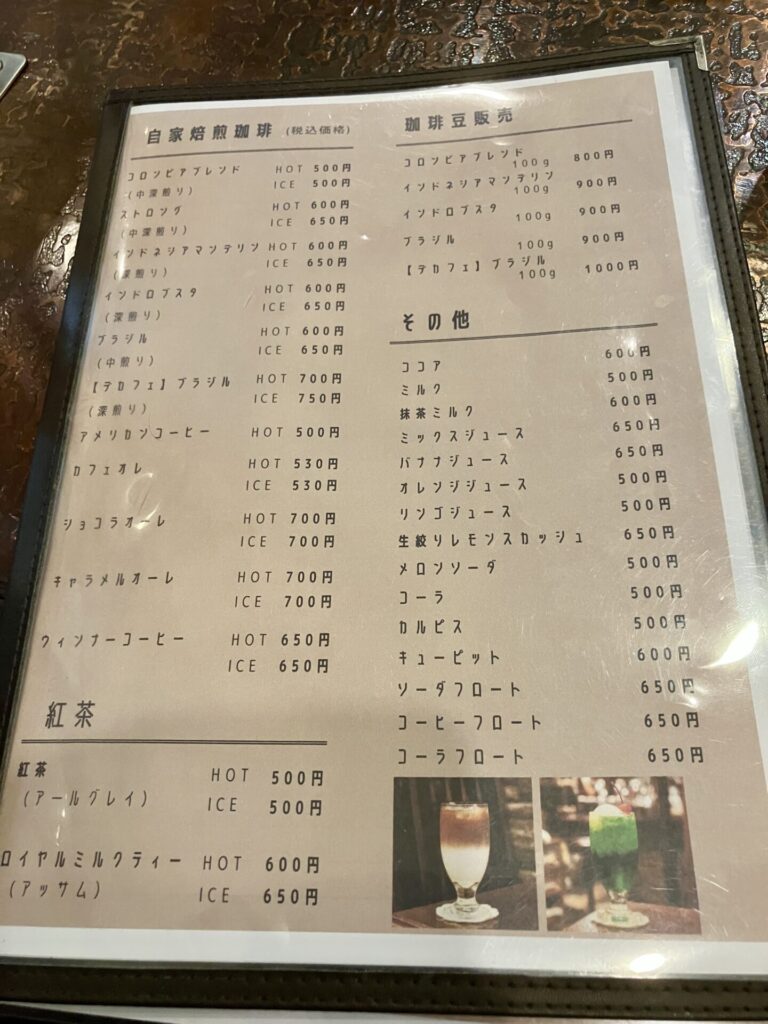 自家焙煎珈琲 (税込価格)
コロンビアブレンド HOT 500円
(中深煎り) ICE 500円
ストロング HOT 600円
(中深煎り) ICE 650円
インドネシアマンデリン HOT 600円
(深煎り) ICE 650円
インドロブスタ HOT 600円
(深煎り) ICE 650円
ブラジル HOT 600円
(中煎り) ICE 650円
【デカフェ】ブラジル HOT 700円
(深煎り) ICE 750円
アメリカンコーヒー HOT 500円
カフェオレ HOT 530円
ICE 530円
ショコラオーレ HOT 700円
ICE 700円
キャラメルオーレ HOT 700円
ICE 700円
ウィンナーコーヒー HOT 650円
ICE 650円
紅茶
紅茶 HOT 500円
(アールグレイ) ICE 500円
ロイヤルミルクティー HOT 600円
(アッサム) ICE 650円
珈琲豆販売
コロンビアブレンド
100g 800円
インドネシアマンデリン
100g 900円
インドロブスタ
100g 900円
ブラジル
100g 900円
【デカフェ】ブラジル
100g 1000円
その他
ココア 600円
ミルク 500円
抹茶ミルク 600円
ミックスジュース 650円
バナナジュース 650円
オレンジジュース 500円
リンゴジュース 500円
生絞りレモンスカッシュ 650円
メロンソーダ 500円
コーラ 500円
カルピス 500円
キューピット 600円
ソーダフロート 650円
コーヒーフロート 650円
コーラフロート 650円